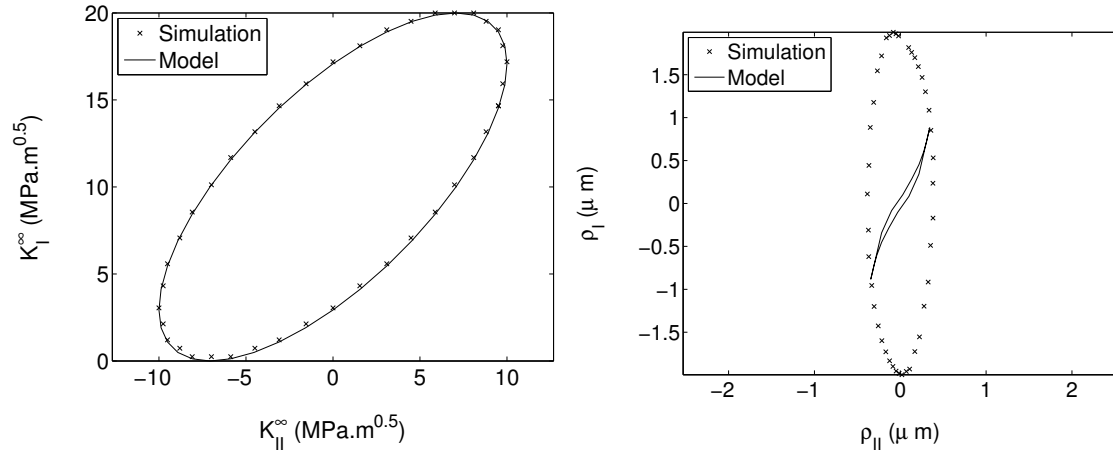 20
15
10
5
0
K_I^∞ (MPa.m^0.5)
× Simulation
Model
−10
−5
0
5
10
K_II^∞ (MPa.m^0.5)
1.5
1
0.5
0
−0.5
−1
−1.5
ρ_I (μ m)
× Simulation
Model
−2
−1
0
1
2
ρ_II (μ m)